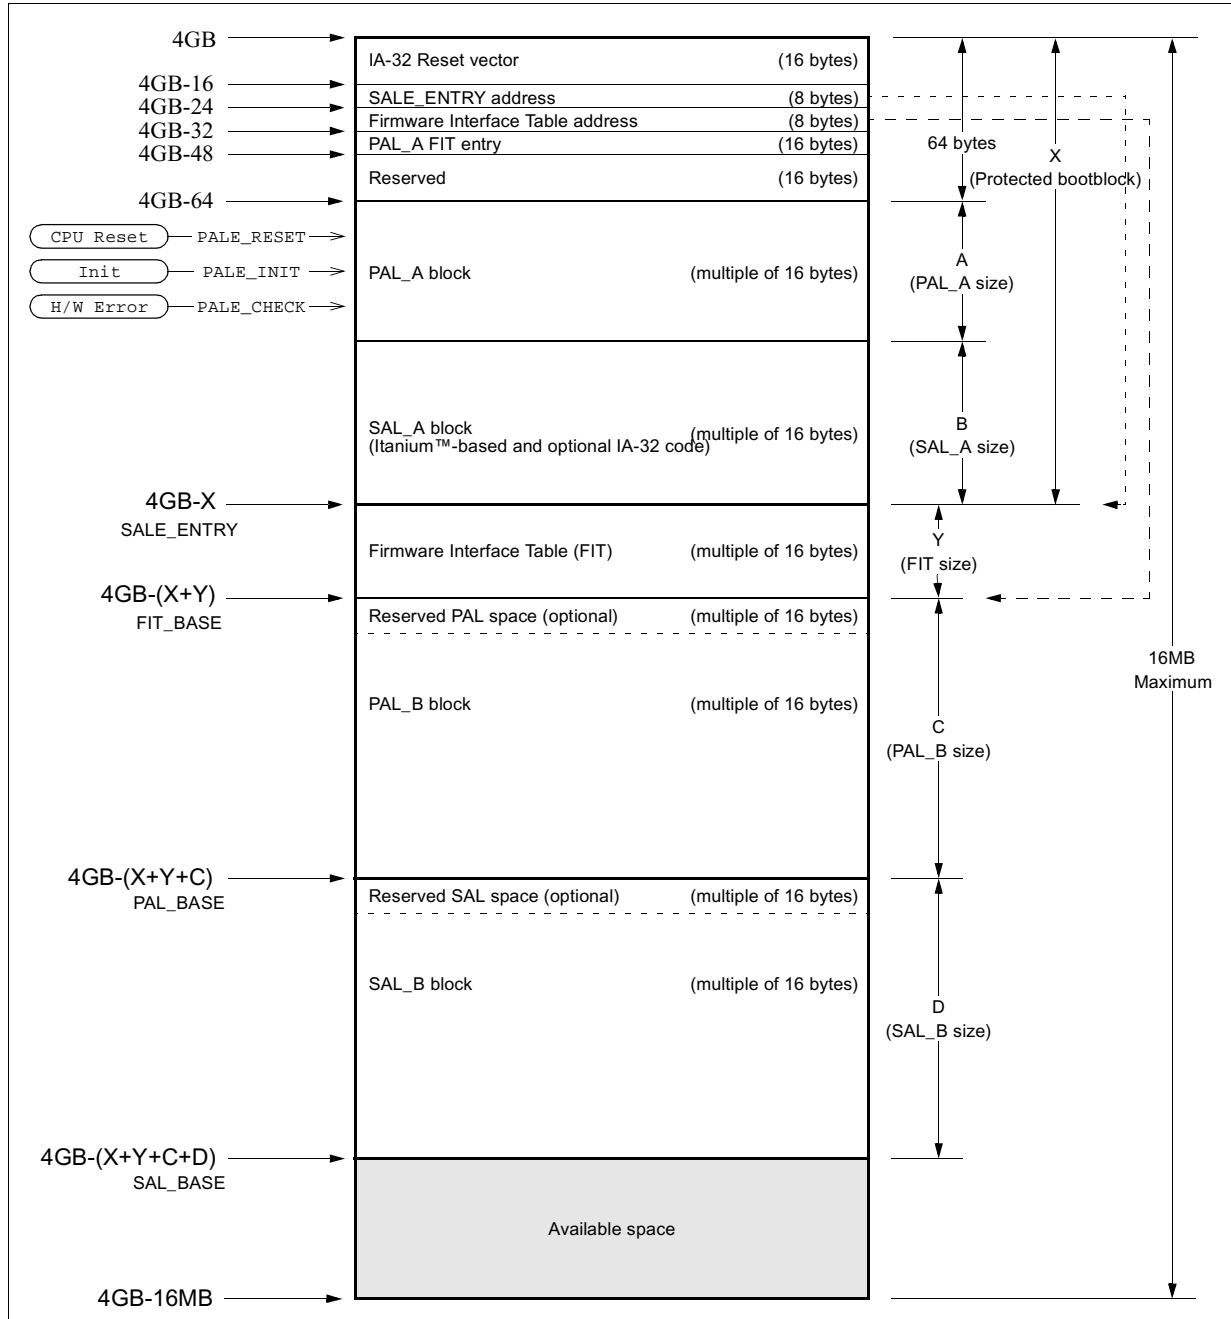 4GB
IA-32 Reset vector (16 bytes)
4GB-16
SALE_ENTRY address (8 bytes)
4GB-24
Firmware Interface Table address (8 bytes)
4GB-32
PAL_A FIT entry (16 bytes)
64 bytes
4GB-48
X
(Protected bootblock)
Reserved (16 bytes)
4GB-64
CPU Reset PALE_RESET
Init PALE_INIT
PAL_A block (multiple of 16 bytes)
A
(PAL_A size)
H/W Error PALE_CHECK
SAL_A block (multiple of 16 bytes)
(Itanium™-based and optional IA-32 code)
B
(SAL_A size)
4GB-X
SALE_ENTRY
Firmware Interface Table (FIT) (multiple of 16 bytes)
Y
(FIT size)
4GB-(X+Y)
FIT_BASE
Reserved PAL space (optional) (multiple of 16 bytes)
16MB
Maximum
PAL_B block (multiple of 16 bytes)
C
(PAL_B size)
4GB-(X+Y+C)
PAL_BASE
Reserved SAL space (optional) (multiple of 16 bytes)
SAL_B block (multiple of 16 bytes)
D
(SAL_B size)
4GB-(X+Y+C+D)
SAL_BASE
Available space
4GB-16MB